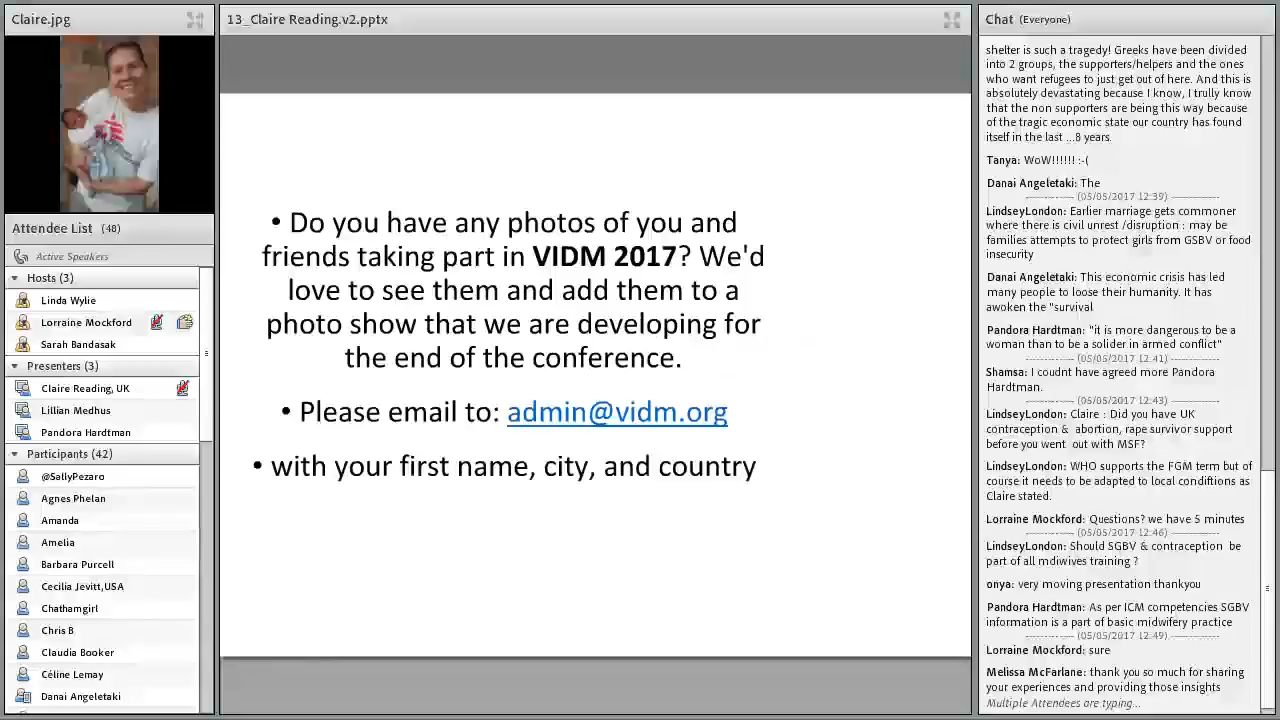 Claire.jpg
Attendee List (48)
Active Speakers
Hosts (3)
Linda Wylie
Lorraine Mockford
Sarah Bandasak
Presenters (3)
Claire Reading, UK
Lillian Medhus
Pandora Hardtman
Participants (42)
@SallyPezaro
Agnes Phelan
Amanda
Amelia
Barbara Purcell
Cecilia Jevitt,USA
Chathamgirl
Chris B
Claudia Booker
Céline Lemay
Danai Angeletaki
13_Claire Reading.v2.pptx
• Do you have any photos of you and
friends taking part in VIDM 2017? We'd
love to see them and add them to a
photo show that we are developing for
the end of the conference.
• Please email to: admin@vidm.org
• with your first name, city, and country
Chat (Everyone)
shelter is such a tragedy! Greeks have been divided
into 2 groups, the supporters/helpers and the ones
who want refugees to just get out of here. And this is
absolutely devastating because I know, I trully know
that the non supporters are being this way because
of the tragic economic state our country has found
itself in the last ...8 years.
Tanya: WoW!!!!!! :-(
Danai Angeletaki: The
(05/05/2017 12:39)
LindseyLondon: Earlier marriage gets commoner
where there is civil unrest /disruption : may be
families attempts to protect girls from GSBV or food
insecurity
Danai Angeletaki: This economic crisis has led
many people to loose their humanity. It has
awoken the "survival
Pandora Hardtman: "it is more dangerous to be a
woman than to be a solider in armed conflict"
(05/05/2017 12:41)
Shamsa: I coudnt have agreed more Pandora
Hardtman.
(05/05/2017 12:43)
LindseyLondon: Claire : Did you have UK
contraception & abortion, rape survivor support
before you went out with MSF?
LindseyLondon: WHO supports the FGM term but of
course it needs to be adapted to local condiftions as
Claire stated.
Lorraine Mockford: Questions? we have 5 minutes
(05/05/2017 12:46)
LindseyLondon: Should SGBV & contraception be
part of all mdiwives training ?
onya: very moving presentation thankyou
Pandora Hardtman: As per ICM competencies SGBV
information is a part of basic midwifery practice
(05/05/2017 12:49)
Lorraine Mockford: sure
Melissa McFarlane: thank you so much for sharing
your experiences and providing those insights
Multiple Attendees are typing...